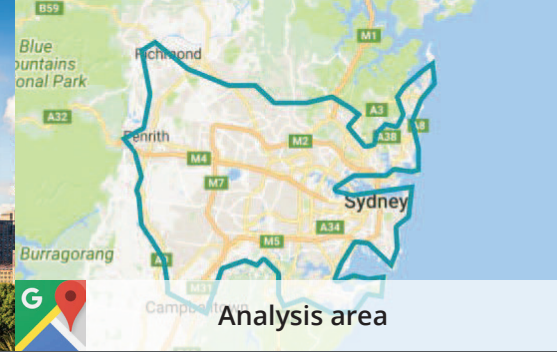 B59
M1
Blue
ountains
onal Park
Richmond
A3
A32
A38
A8
Penrith
M2
M4
M7
Sydney
A34
M5
Burragorang
M31
Campbelltown
G
Analysis area